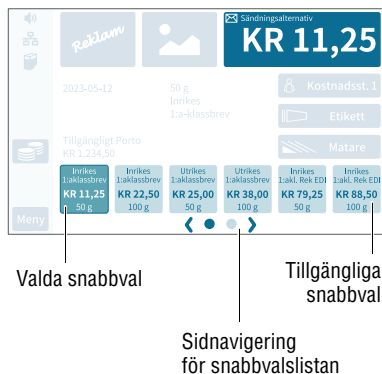 Reklam
Sändningsalternativ
KR 11,25
2023-05-12
50 g
Inrikes
1:a-klassbrev
Kostnadsst. 1
Etikett
Matare
Tillgängligt Porto
KR 1.234,50
Inrikes
1:aklassbrev
KR 11,25
50 g
Inrikes
1:aklassbrev
KR 22,50
100 g
Utrikes
1:aklassbrev
KR 25,00
50 g
Utrikes
1:aklassbrev
KR 38,00
100 g
Inrikes
1:akl. Rek EDI
KR 79,25
50 g
Inrikes
1:akl. Rek EDI
KR 88,50
100 g
Meny
Valda snabbval
Tillgängliga
snabbval
Sidnavigering
för snabbvalslistan